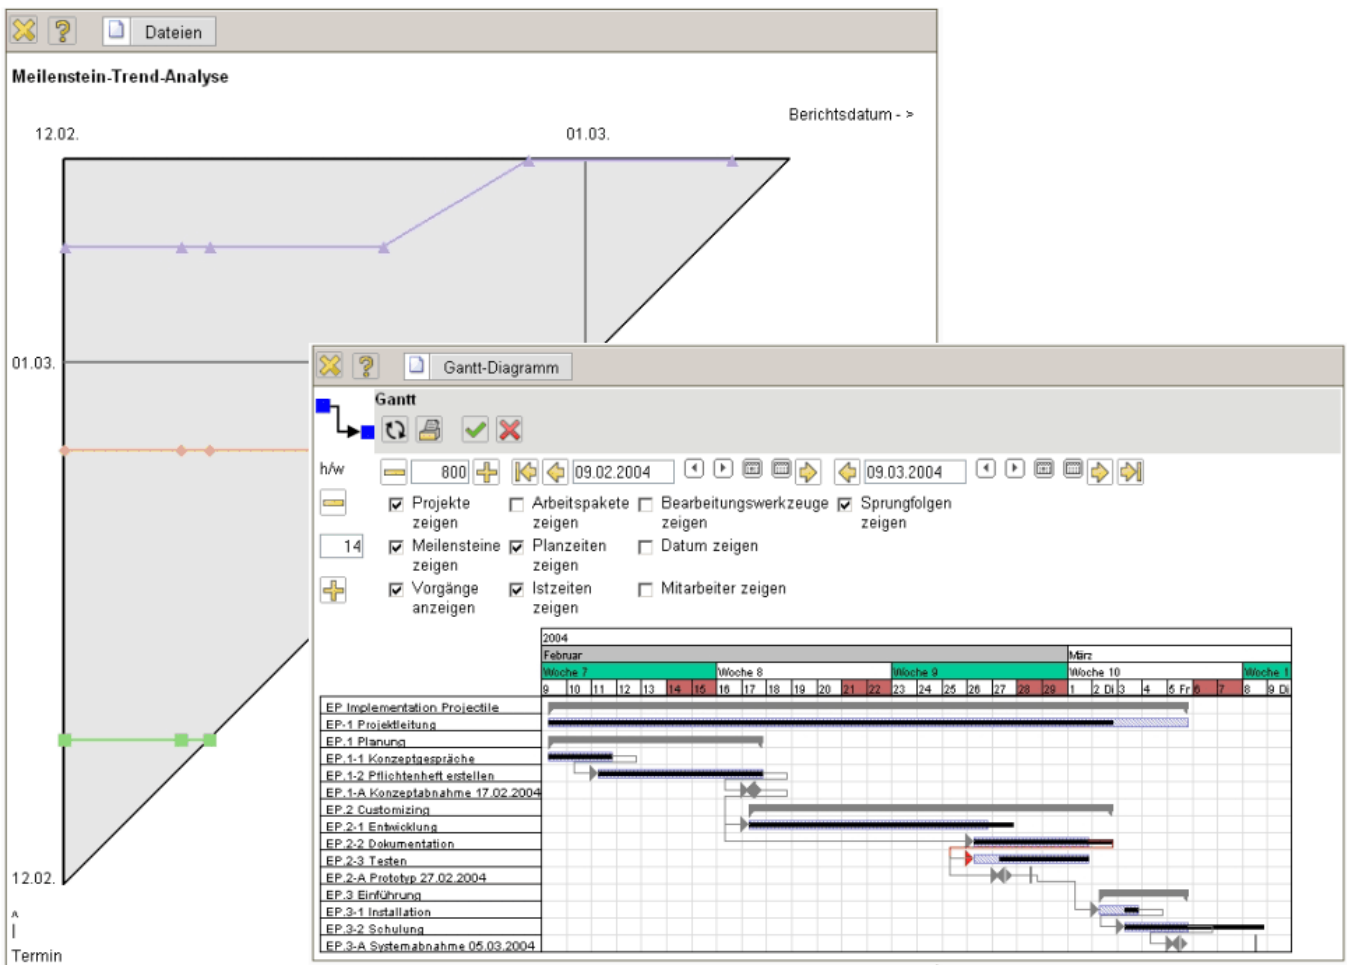 Dateien
Meilenstein-Trend-Analyse
Berichtsdatum - >
12.02.
01.03.
01.03.
12.02.
^
|
Termin
Gantt-Diagramm
Gantt
h/w
800
09.02.2004
09.03.2004
Projekte zeigen
Arbeitspakete zeigen
Bearbeitungswerkzeuge zeigen
Sprungfolgen zeigen
14
Meilensteine zeigen
Planzeiten zeigen
Datum zeigen
Vorgänge anzeigen
Istzeiten zeigen
Mitarbeiter zeigen
2004
Februar März
Woche 7 Woche 8 Woche 9 Woche 10 Woche 1
9 10 11 12 13 14 15 16 17 18 19 20 21 22 23 24 25 26 27 28 29 1 2 Di 3 4 5 Fr 6 7 8 9 Di
EP Implementation Projectile
EP-1 Projektleitung
EP.1 Planung
EP.1-1 Konzeptgespräche
EP.1-2 Pflichtenheft erstellen
EP.1-A Konzeptabnahme 17.02.2004
EP.2 Customizing
EP.2-1 Entwicklung
EP.2-2 Dokumentation
EP.2-3 Testen
EP.2-A Prototyp 27.02.2004
EP.3 Einführung
EP.3-1 Installation
EP.3-2 Schulung
EP.3-A Systemabnahme 05.03.2004